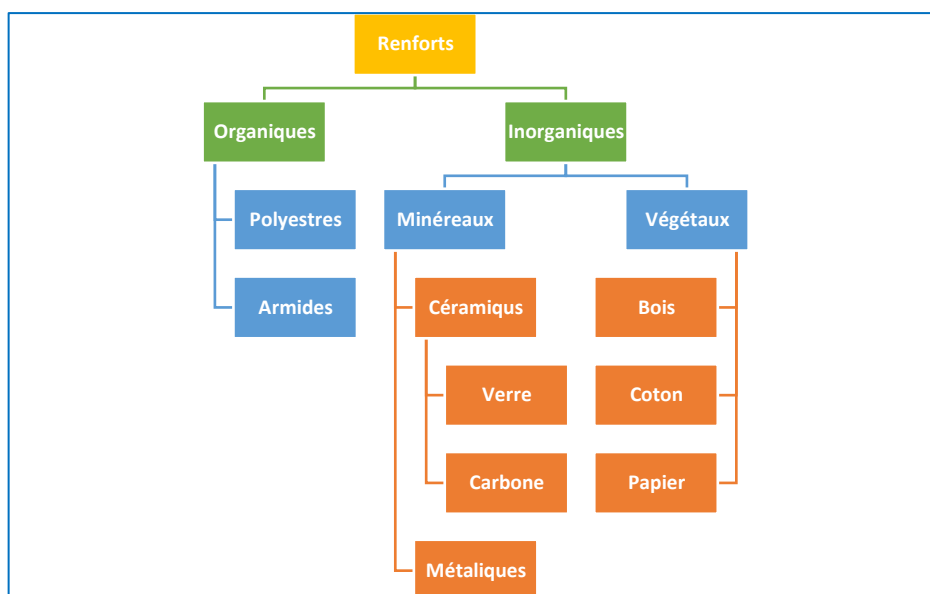 Renforts
Organiques
Inorganiques
Polyestres
Minéreaux
Végétaux
Armides
Céramiqus
Bois
Verre
Coton
Carbone
Papier
Métaliques